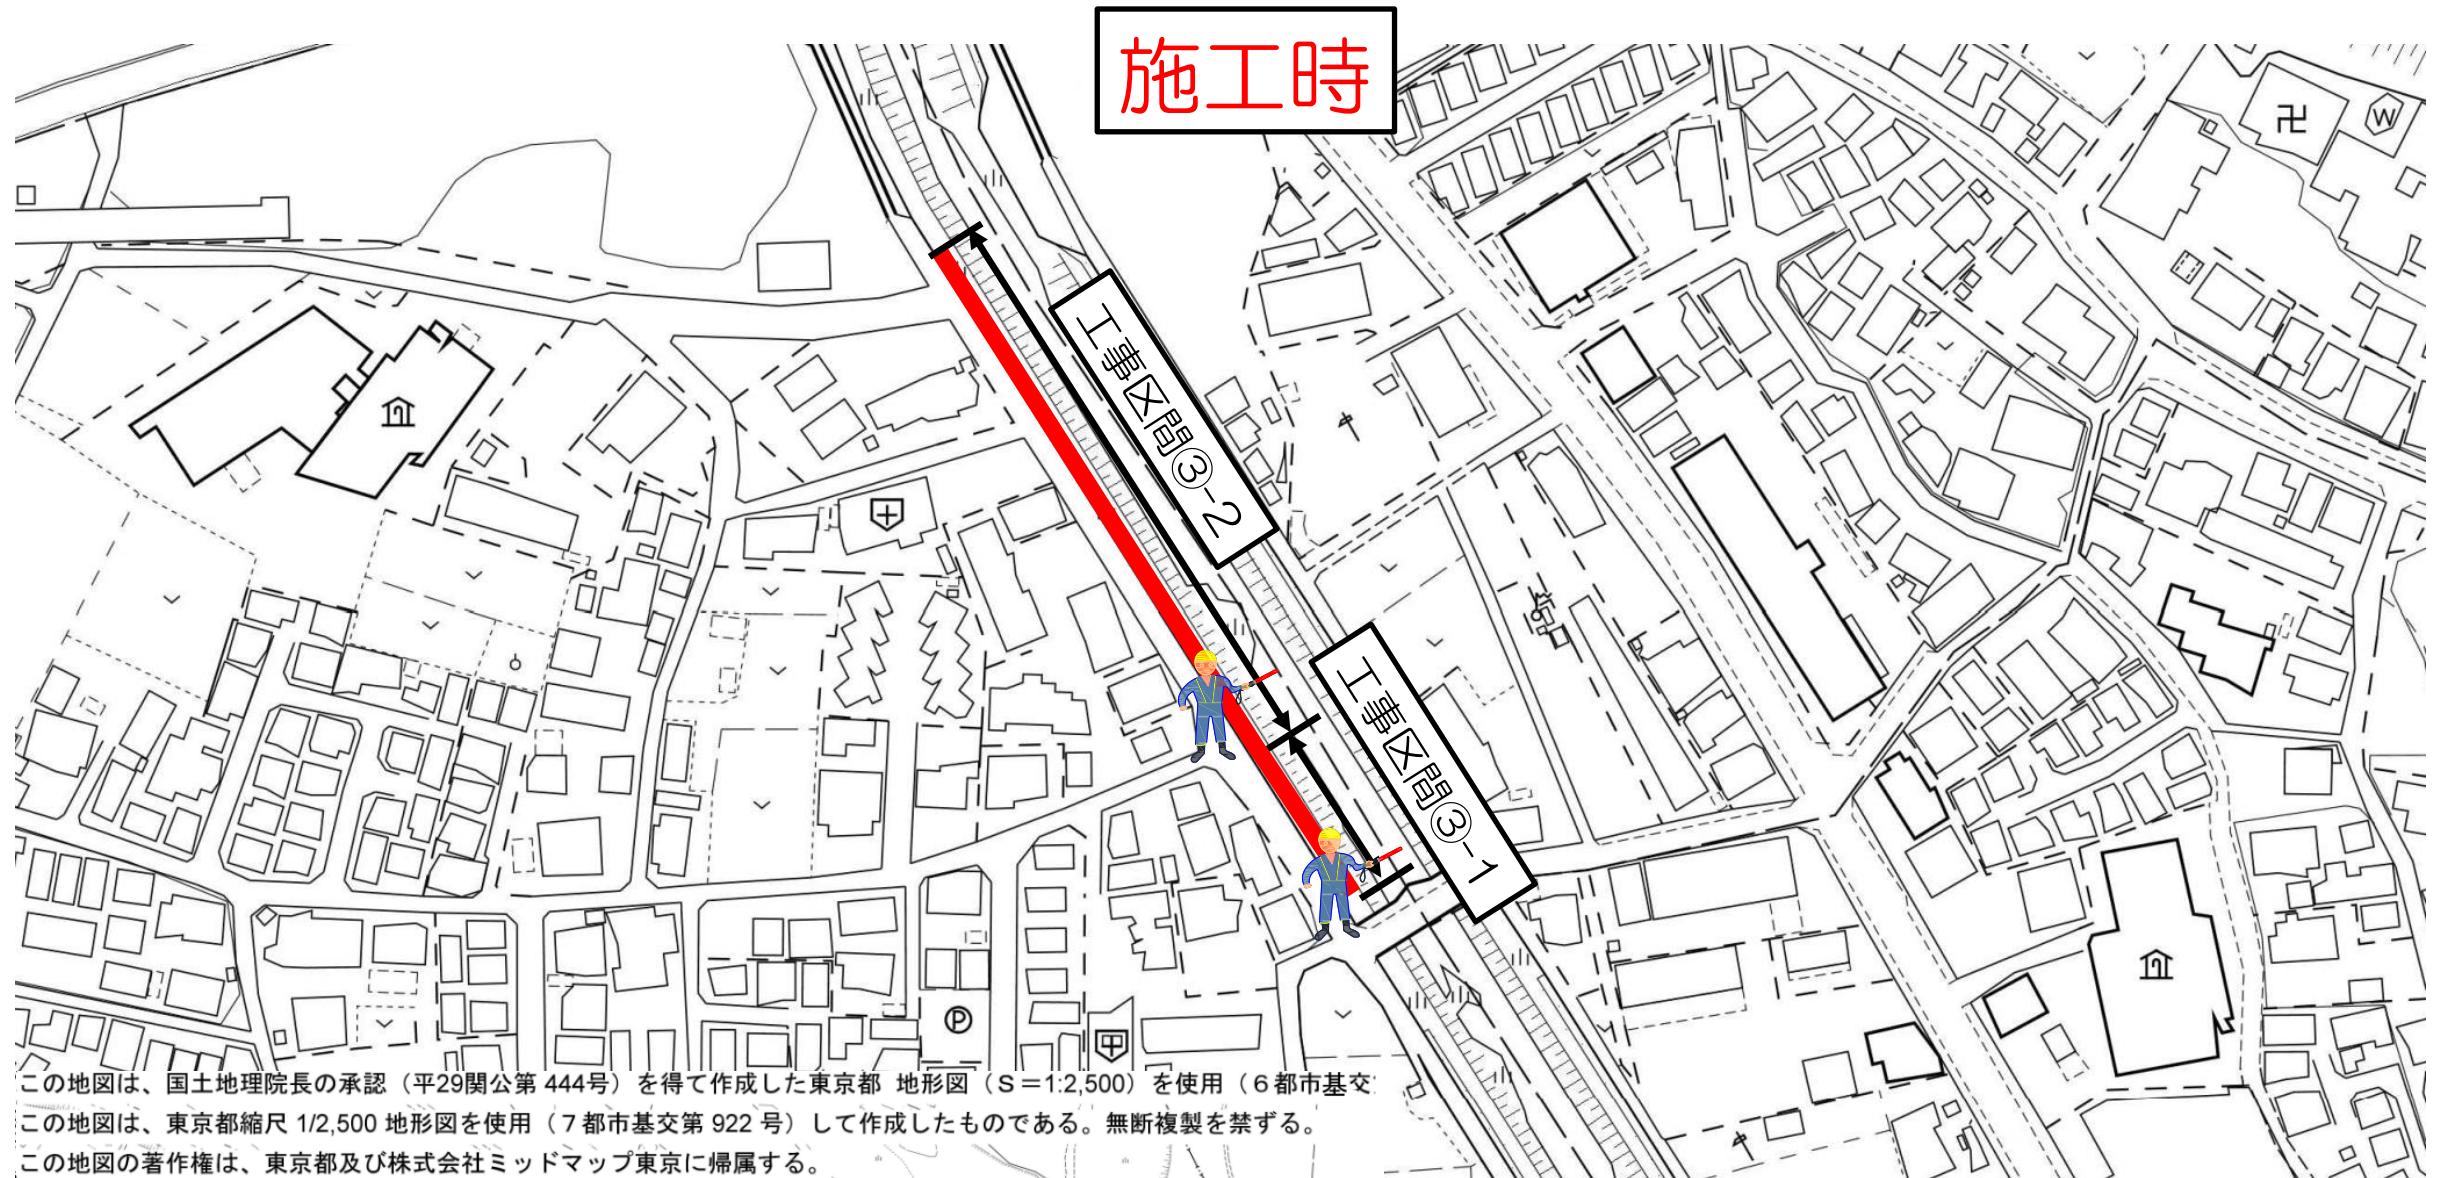 施工時
卍
W
工事区間③-2
工事区間③-1
P
この地図は、国土地理院長の承認（平29関公第 444号）を得て作成した東京都 地形図（Ｓ＝1:2,500）を使用（６都市基交
この地図は、東京都縮尺 1/2,500 地形図を使用（７都市基交第 922 号）して作成したものである。無断複製を禁ずる。
この地図の著作権は、東京都及び株式会社ミッドマップ東京に帰属する。